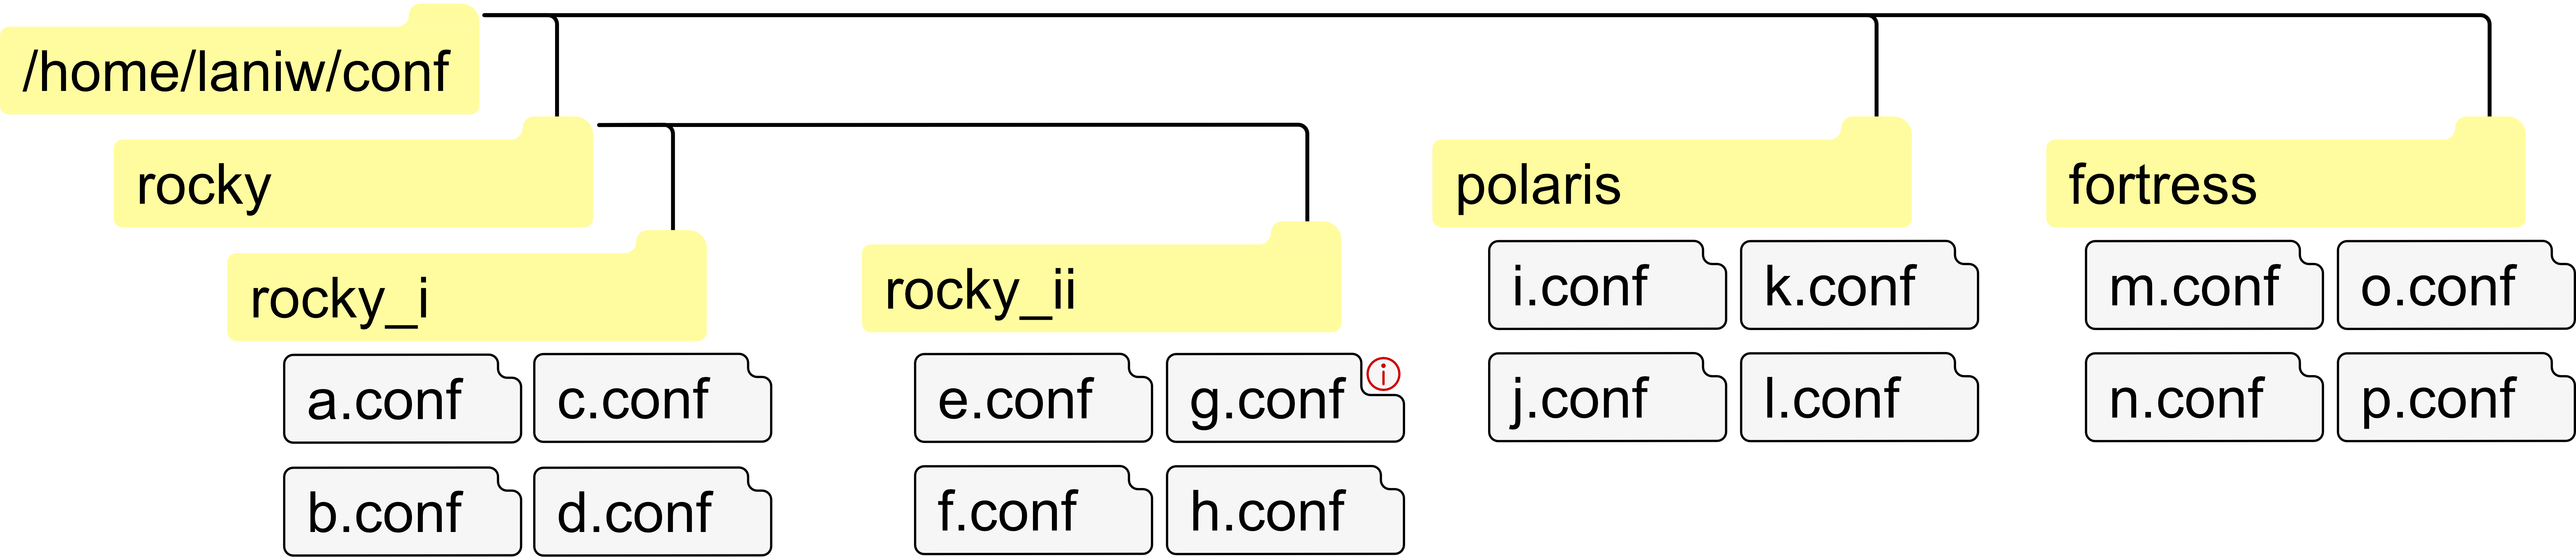 /home/laniw/conf
rocky
polaris
fortress
rocky_i
rocky_ii
i.conf
k.conf
m.conf
o.conf
a.conf
c.conf
e.conf
g.conf
j.conf
l.conf
n.conf
p.conf
b.conf
d.conf
f.conf
h.conf